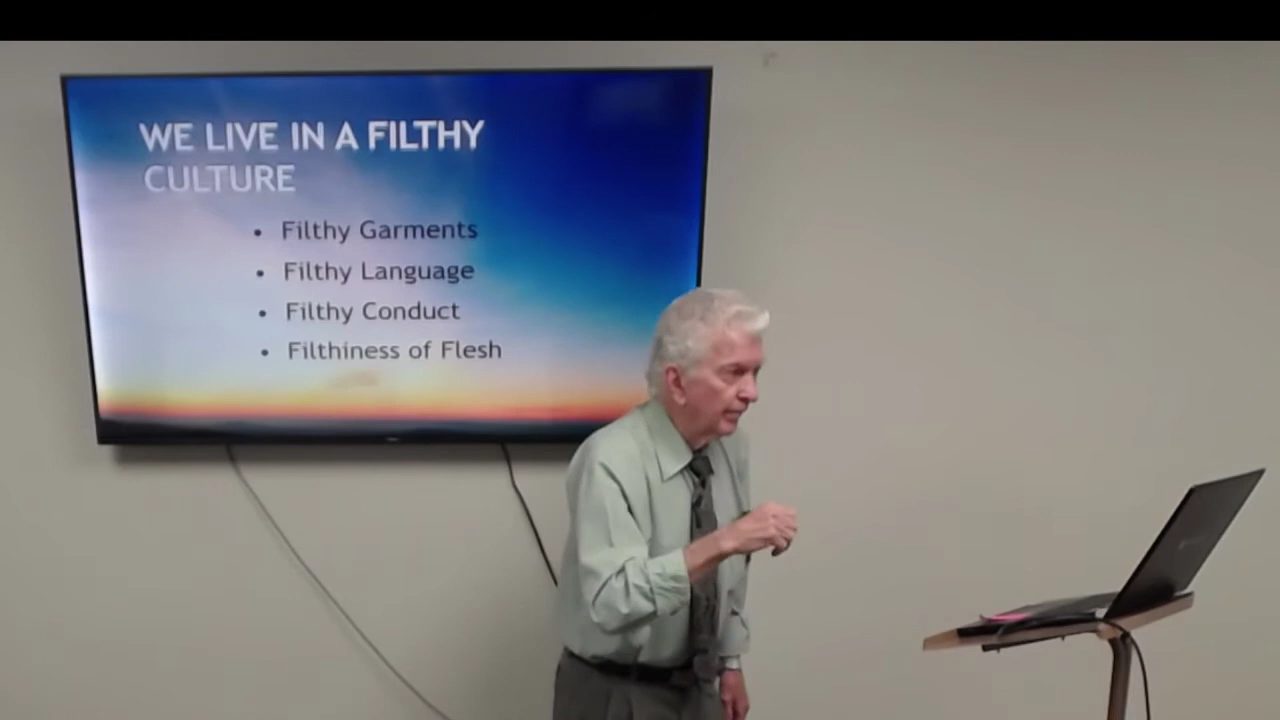 WE LIVE IN A FILTHY
CULTURE
• Filthy Garments
• Filthy Language
• Filthy Conduct
• Filthiness of Flesh